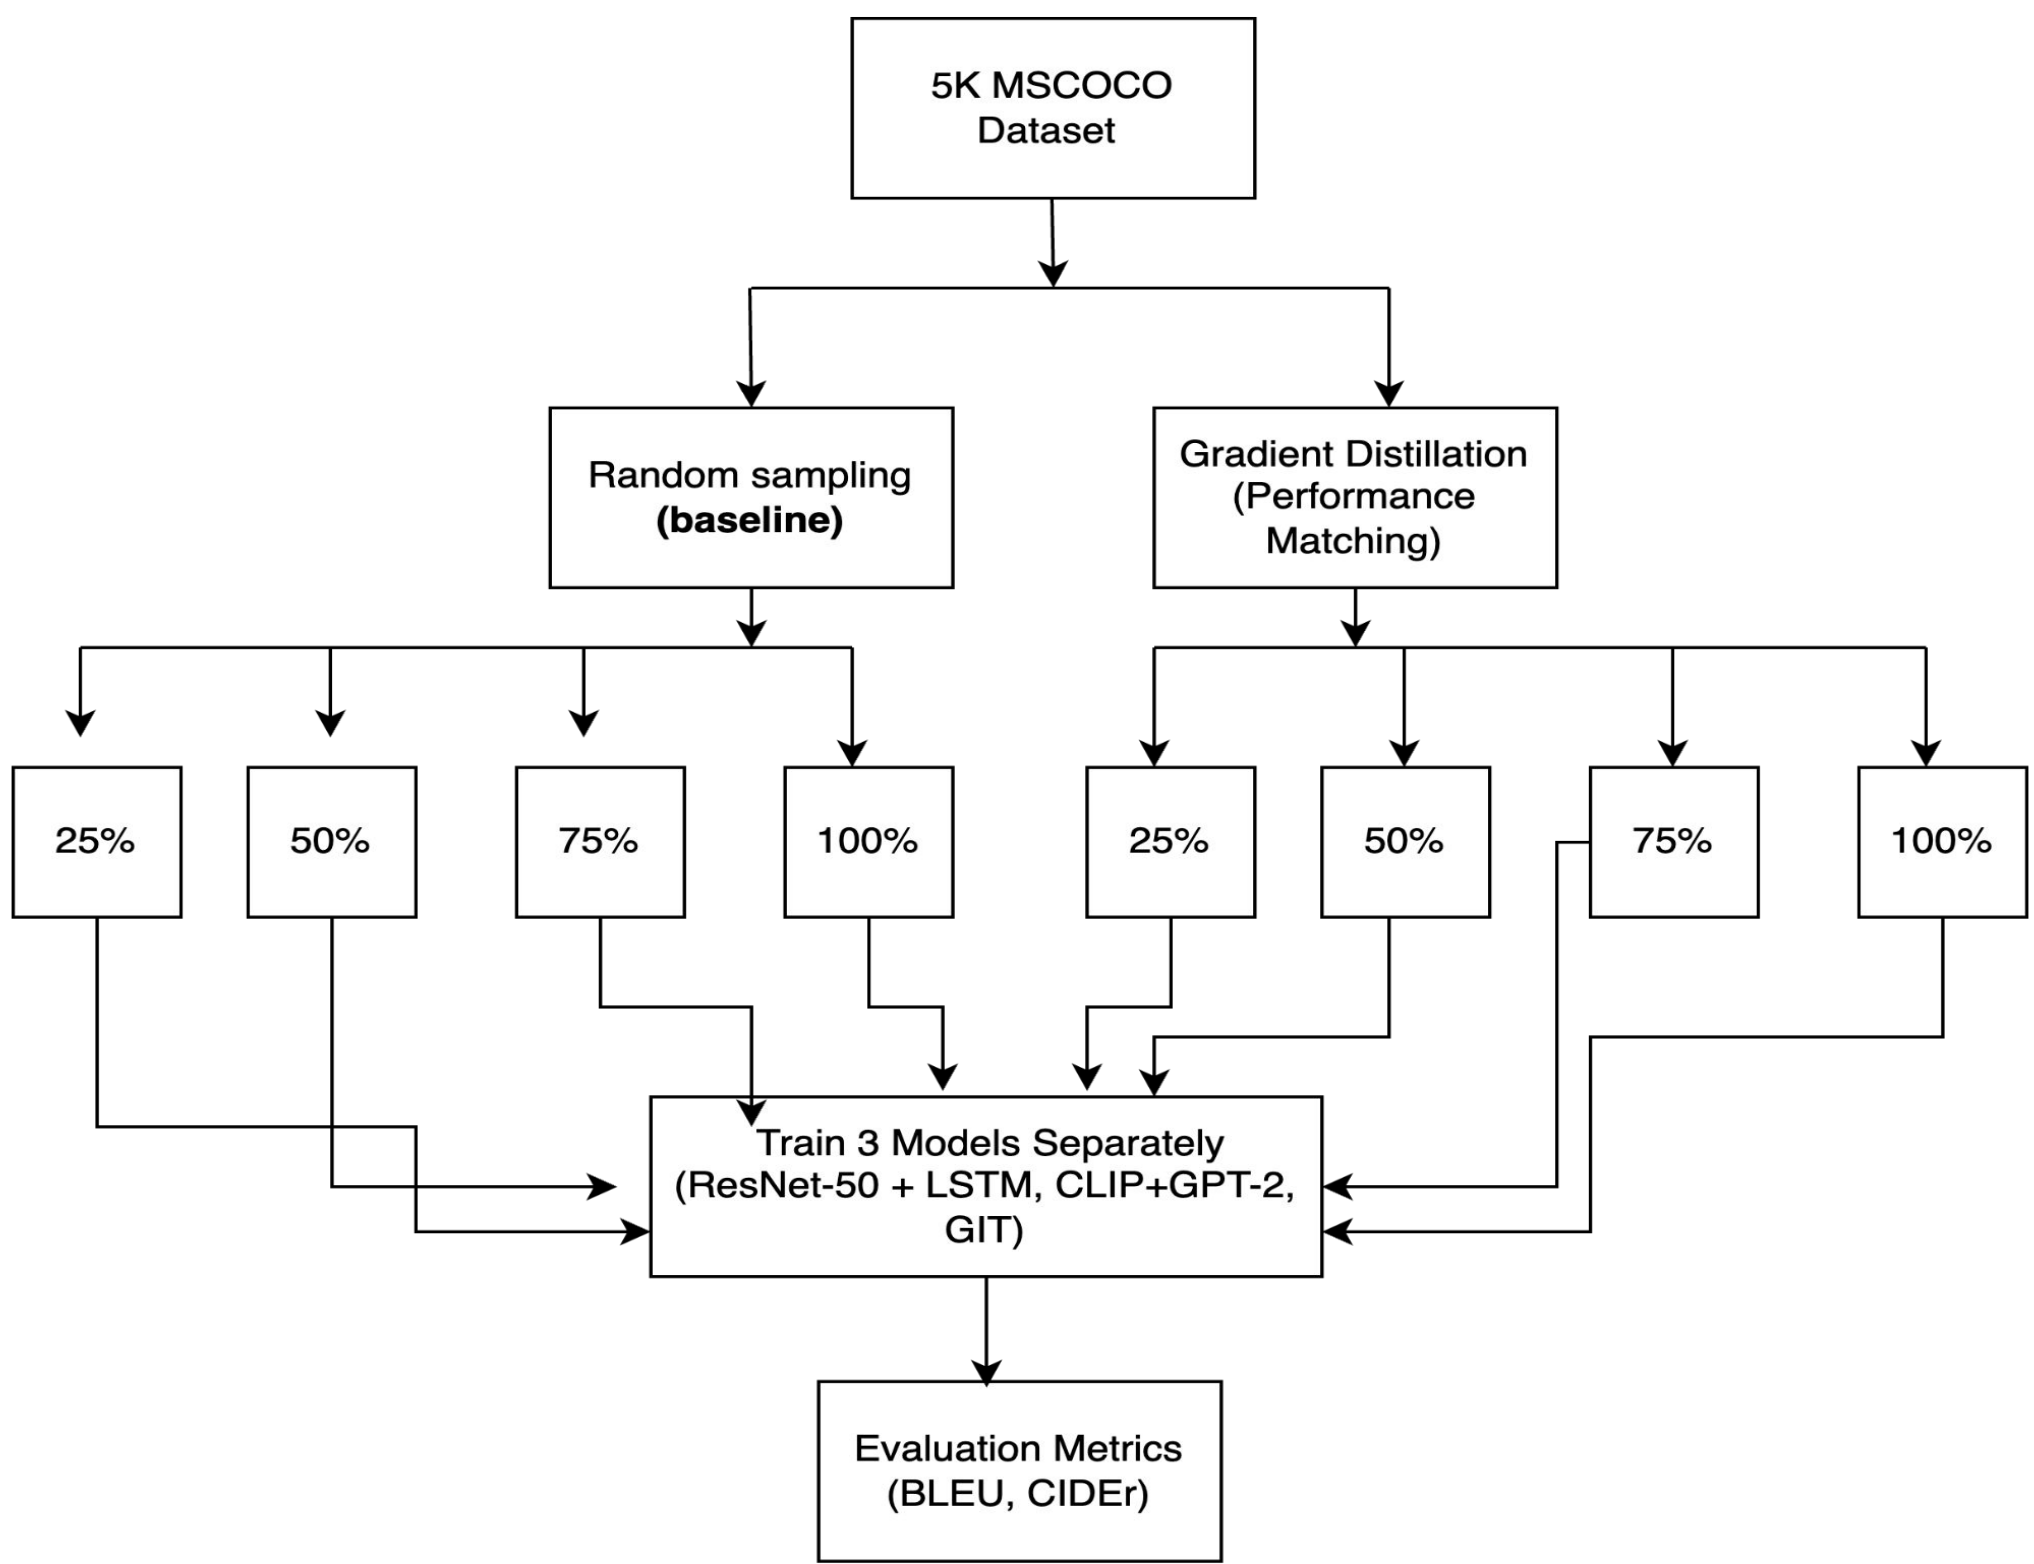 5K MSCOCO
Dataset
Random sampling
(baseline)
Gradient Distillation
(Performance
Matching)
25%
50%
75%
100%
25%
50%
75%
100%
Train 3 Models Separately
(ResNet-50 + LSTM, CLIP+GPT-2,
GIT)
Evaluation Metrics
(BLEU, CIDEr)